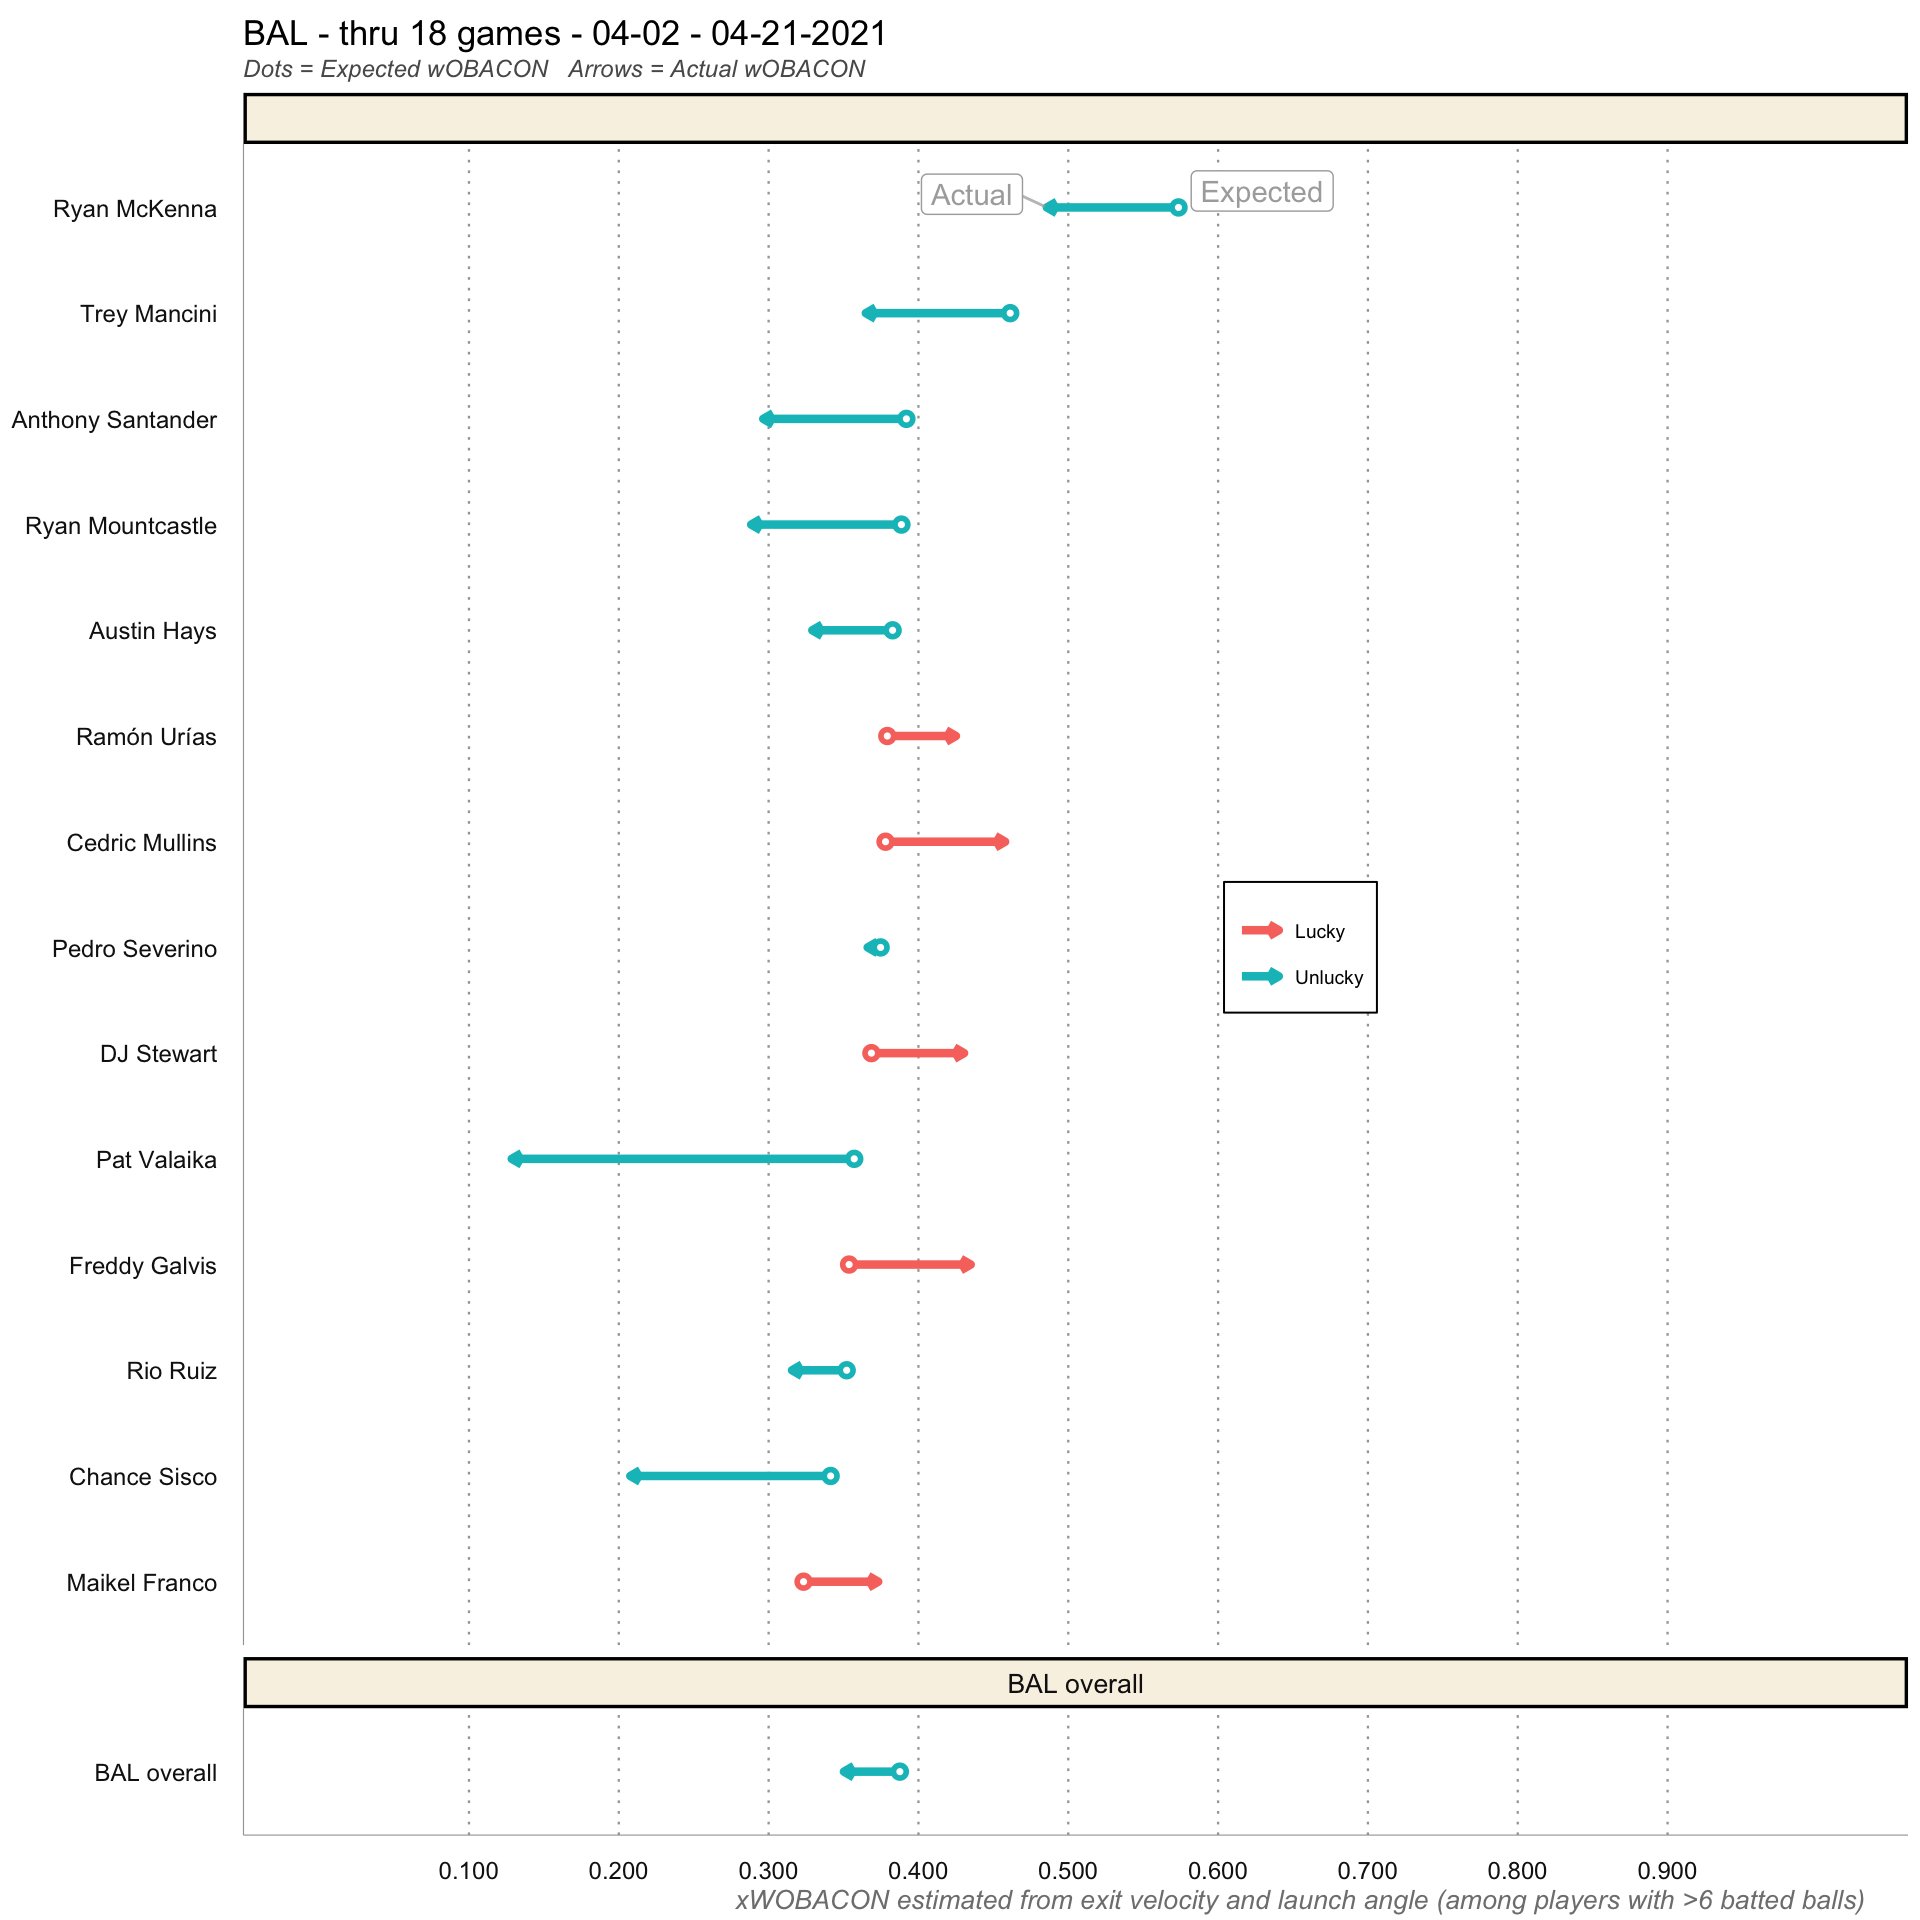 BAL - thru 18 games - 04-02 - 04-21-2021
Dots = Expected wOBACON   Arrows = Actual wOBACON
Ryan McKenna
Actual
Expected
Trey Mancini
Anthony Santander
Ryan Mountcastle
Austin Hays
Ramón Urías
Cedric Mullins
Pedro Severino
Lucky
Unlucky
DJ Stewart
Pat Valaika
Freddy Galvis
Rio Ruiz
Chance Sisco
Maikel Franco
BAL overall
BAL overall
0.100 0.200 0.300 0.400 0.500 0.600 0.700 0.800 0.900
xWOBACON estimated from exit velocity and launch angle (among players with >6 batted balls)